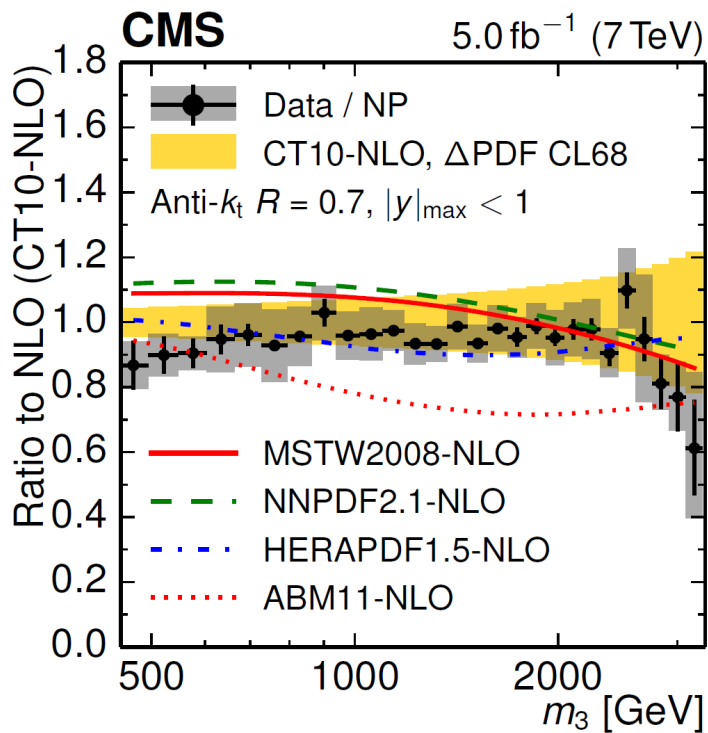 CMS
5.0 fb⁻¹ (7 TeV)
Ratio to NLO (CT10-NLO)
1.8
1.6
1.4
1.2
1.0
0.8
0.6
0.4
0.2
0.0
Data / NP
CT10-NLO, ΔPDF CL68
Anti-kₜ R = 0.7, |y|ₘₐₓ < 1
MSTW2008-NLO
NNPDF2.1-NLO
HERAPDF1.5-NLO
ABM11-NLO
500
1000
2000
m₃ [GeV]